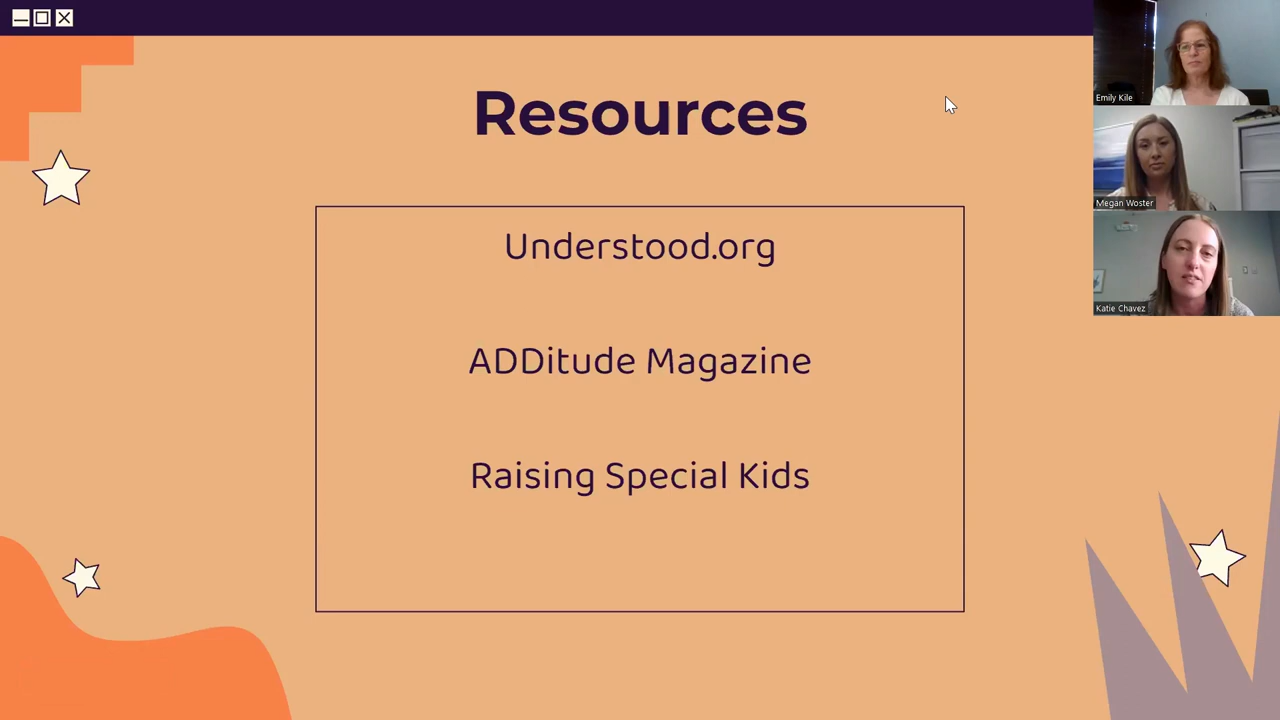 Resources
Understood.org
ADDitude Magazine
Raising Special Kids
Emily Kile
Megan Woster
Katie Chavez